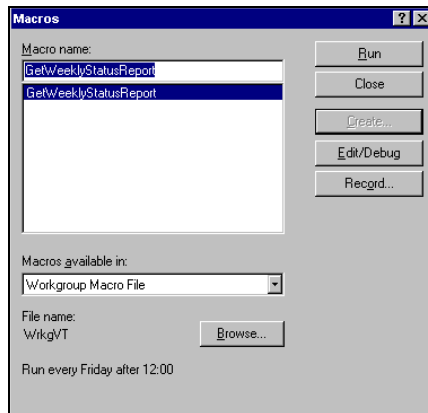 Macros
Macro name:
Run
GetWeeklyStatusReport
GetWeeklyStatusReport
Close
Create...
Edit/Debug
Record...
Macros available in:
Workgroup Macro File
File name:
WrkgVT
Browse...
Run every Friday after 12:00